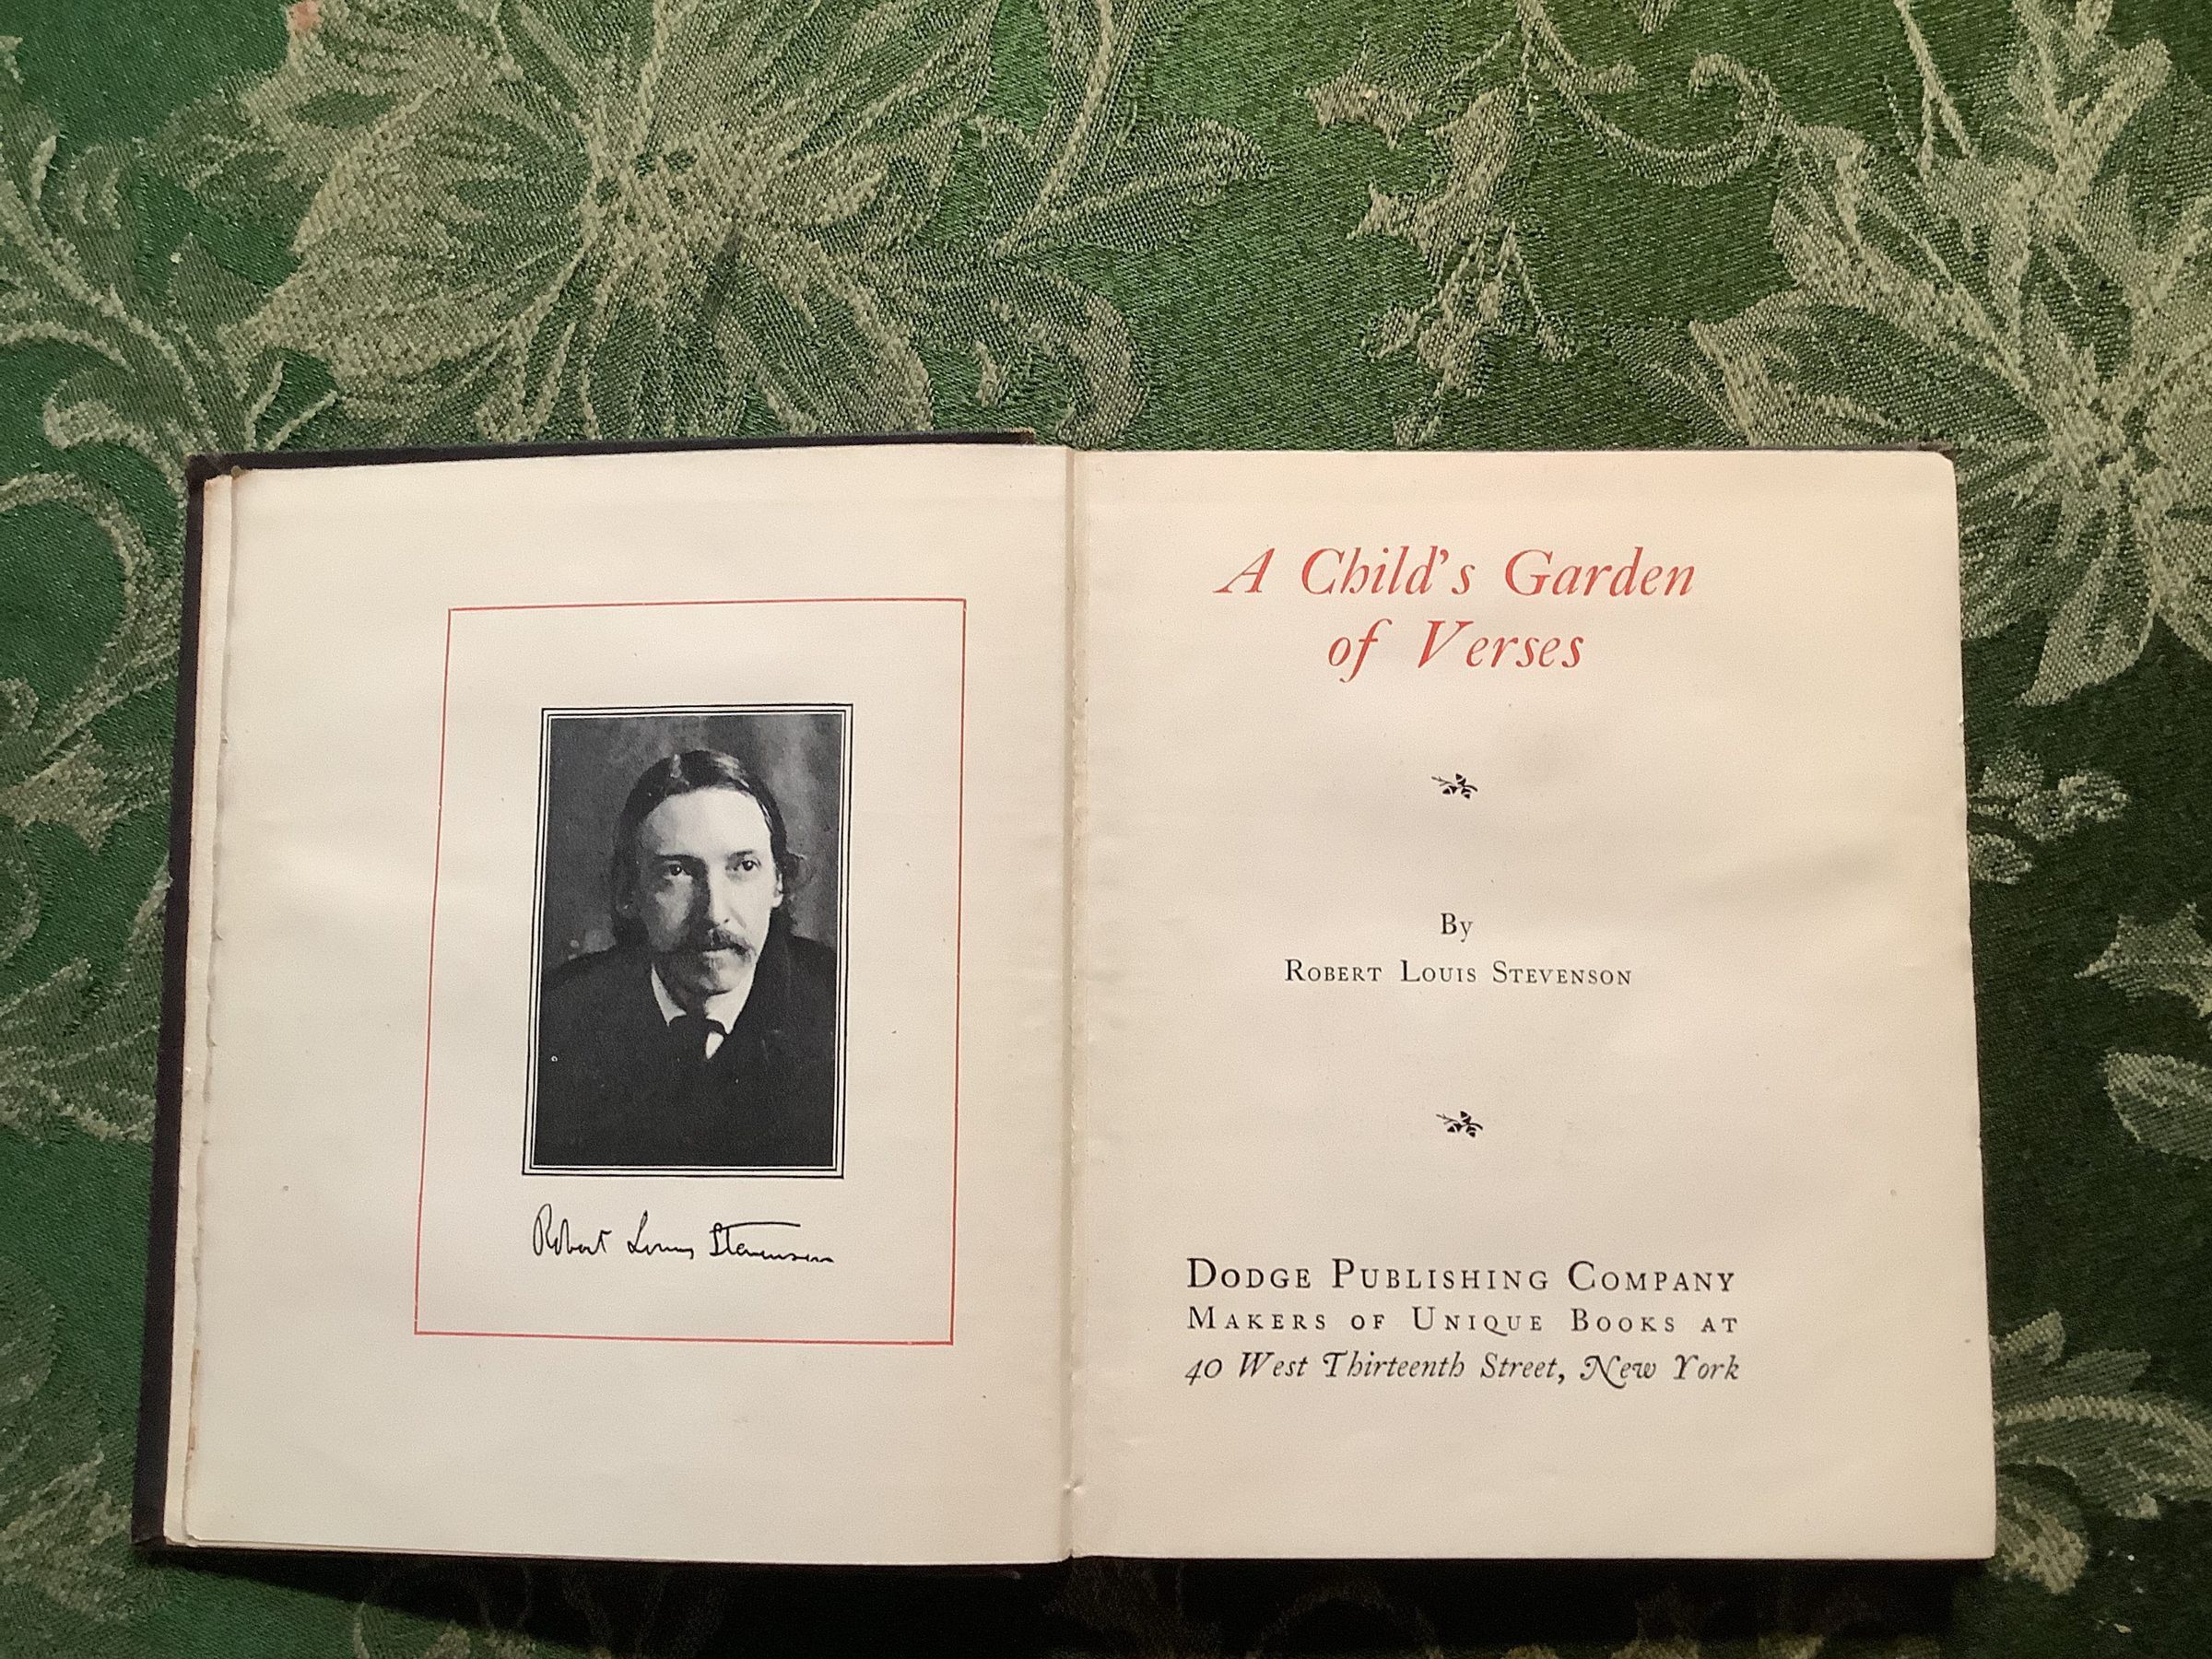 Robert Louis Stevenson
A Child's Garden
of Verses
By
Robert Louis Stevenson
Dodge Publishing Company
Makers of Unique Books at
40 West Thirteenth Street, New York